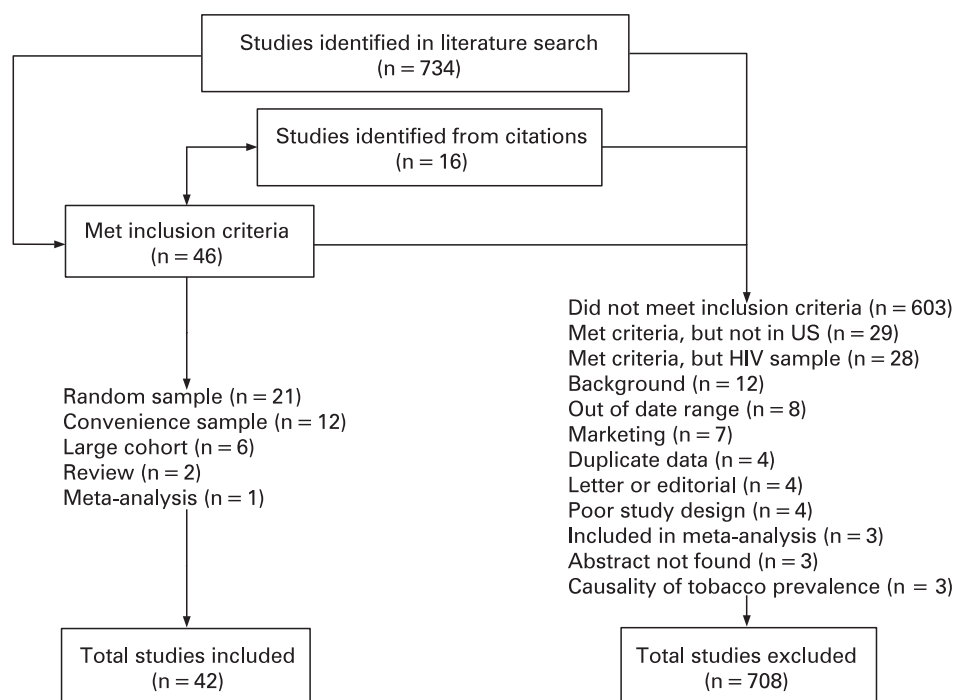 Studies identified in literature search
(n = 734)
Studies identified from citations
(n = 16)
Met inclusion criteria
(n = 46)
Random sample (n = 21)
Convenience sample (n = 12)
Large cohort (n = 6)
Review (n = 2)
Meta-analysis (n = 1)
Did not meet inclusion criteria (n = 603)
Met criteria, but not in US (n = 29)
Met criteria, but HIV sample (n = 28)
Background (n = 12)
Out of date range (n = 8)
Marketing (n = 7)
Duplicate data (n = 4)
Letter or editorial (n = 4)
Poor study design (n = 4)
Included in meta-analysis (n = 3)
Abstract not found (n = 3)
Causality of tobacco prevalence (n = 3)
Total studies included
(n = 42)
Total studies excluded
(n = 708)